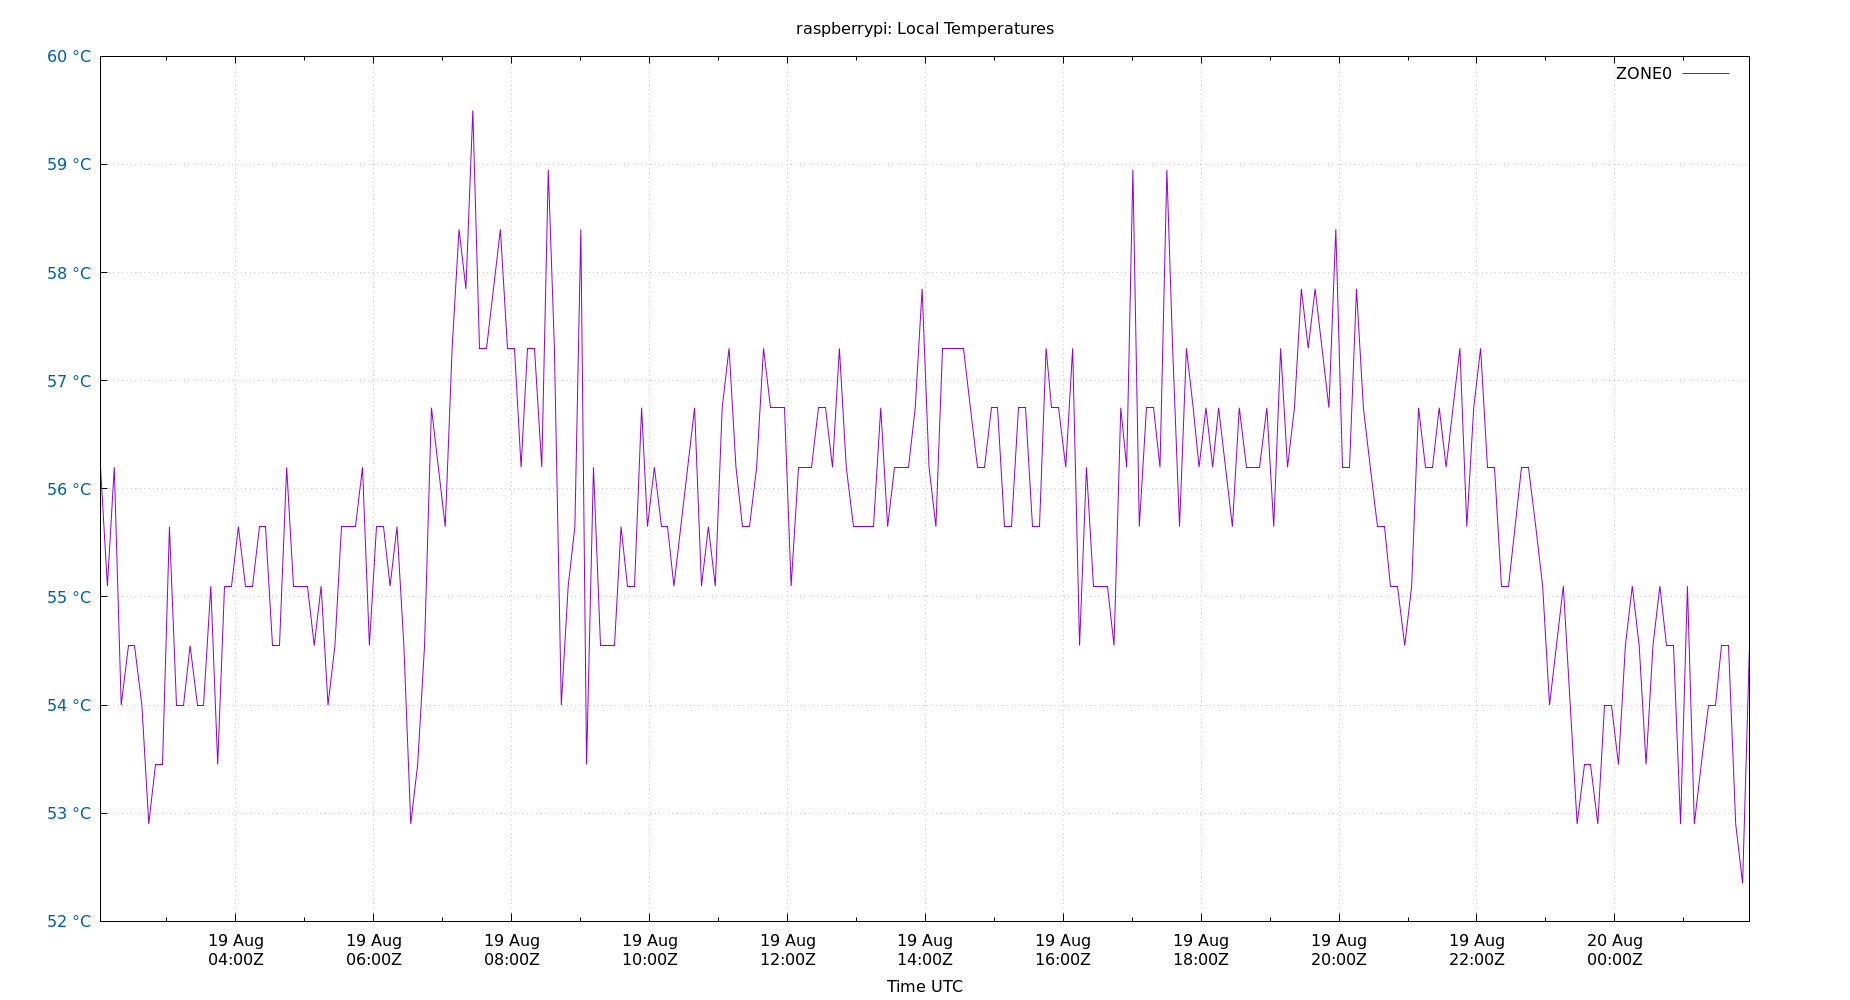 raspberrypi: Local Temperatures
ZONE0
60 °C
59 °C
58 °C
57 °C
56 °C
55 °C
54 °C
53 °C
52 °C
19 Aug 19 Aug 19 Aug 19 Aug 19 Aug 19 Aug 19 Aug 19 Aug 19 Aug 19 Aug 20 Aug
04:00Z 06:00Z 08:00Z 10:00Z 12:00Z 14:00Z 16:00Z 18:00Z 20:00Z 22:00Z 00:00Z
Time UTC